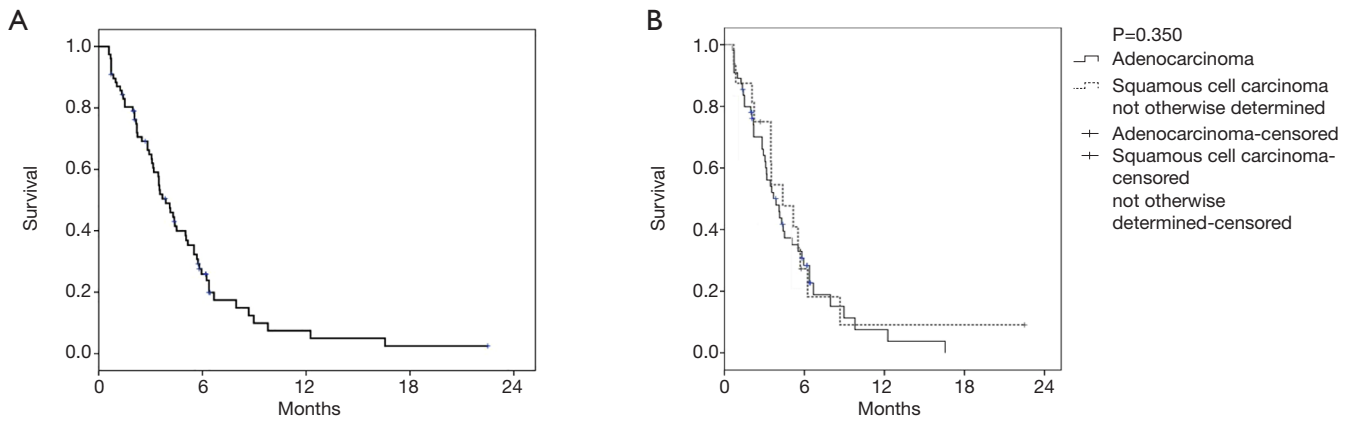 A
1.0
0.8
0.6
0.4
0.2
0.0
Survival
0
6
12
18
24
Months
B
1.0
0.8
0.6
0.4
0.2
0.0
Survival
0
6
12
18
24
Months
P=0.350
Adenocarcinoma
Squamous cell carcinoma
not otherwise determined
Adenocarcinoma-censored
Squamous cell carcinoma-
censored
not otherwise
determined-censored